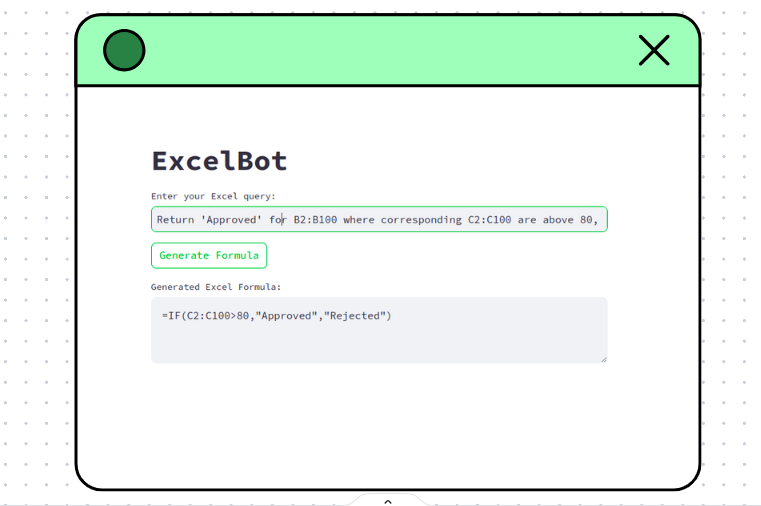 ExcelBot
Enter your Excel query:
Return 'Approved' for B2:B100 where corresponding C2:C100 are above 80,
Generate Formula
Generated Excel Formula:
=IF(C2:C100>80,"Approved","Rejected")